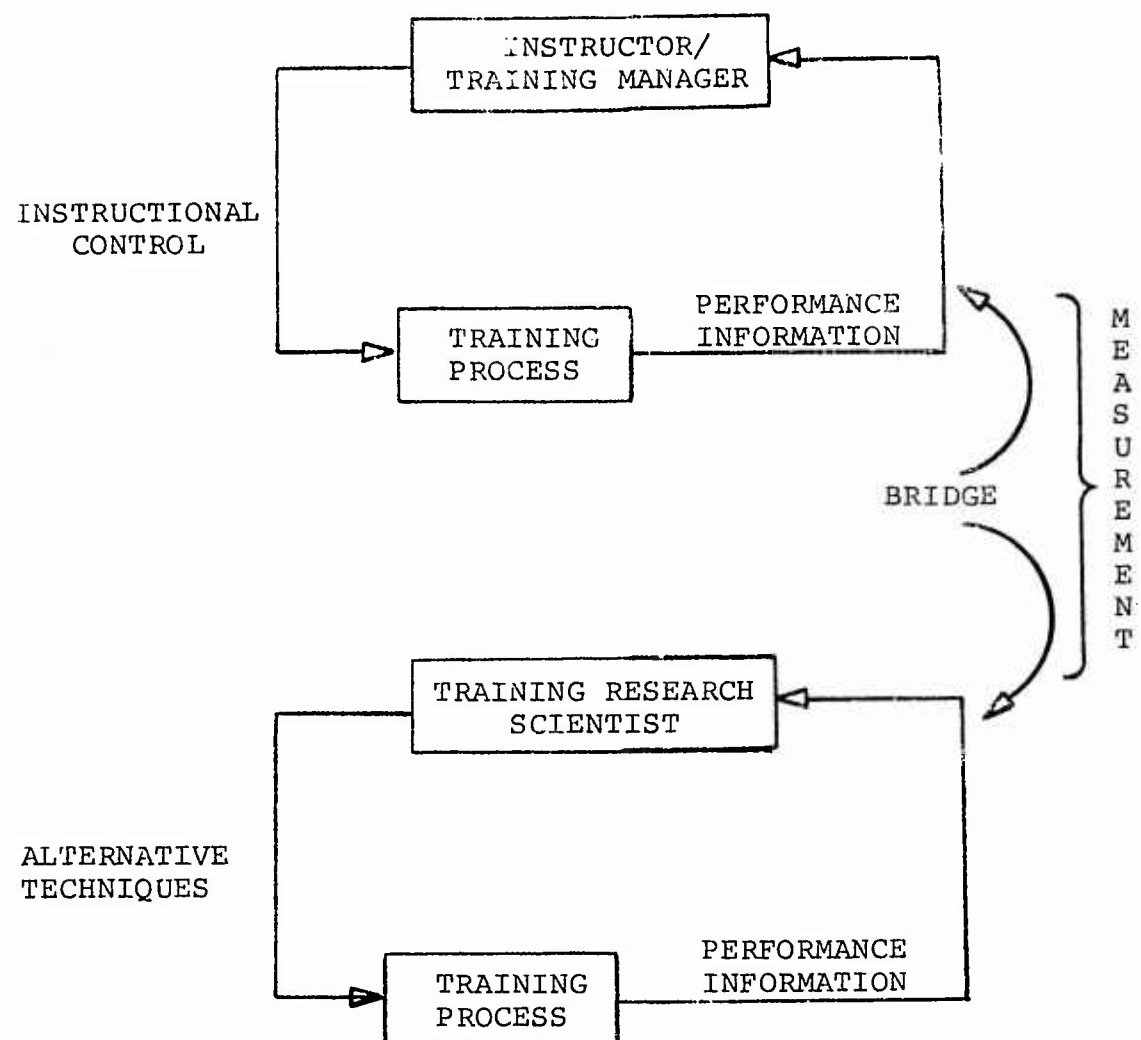 INSTRUCTOR/
TRAINING MANAGER
INSTRUCTIONAL
CONTROL
PERFORMANCE
INFORMATION
TRAINING
PROCESS
MEASUREMENT
BRIDGE
TRAINING RESEARCH
SCIENTIST
ALTERNATIVE
TECHNIQUES
PERFORMANCE
INFORMATION
TRAINING
PROCESS